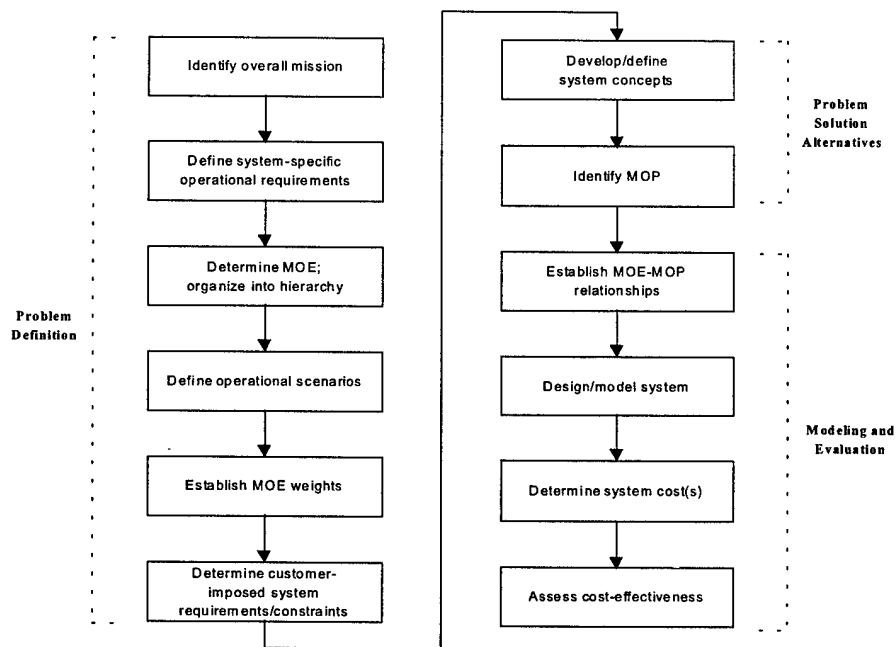 Problem
Definition
Identify overall mission
Define system-specific
operational requirements
Determine MOE;
organize into hierarchy
Define operational scenarios
Establish MOE weights
Determine customer-
imposed system
requirements/constraints
Develop/define
system concepts
Identify MOP
Problem
Solution
Alternatives
Establish MOE-MOP
relationships
Design/model system
Determine system cost(s)
Assess cost-effectiveness
Modeling and
Evaluation